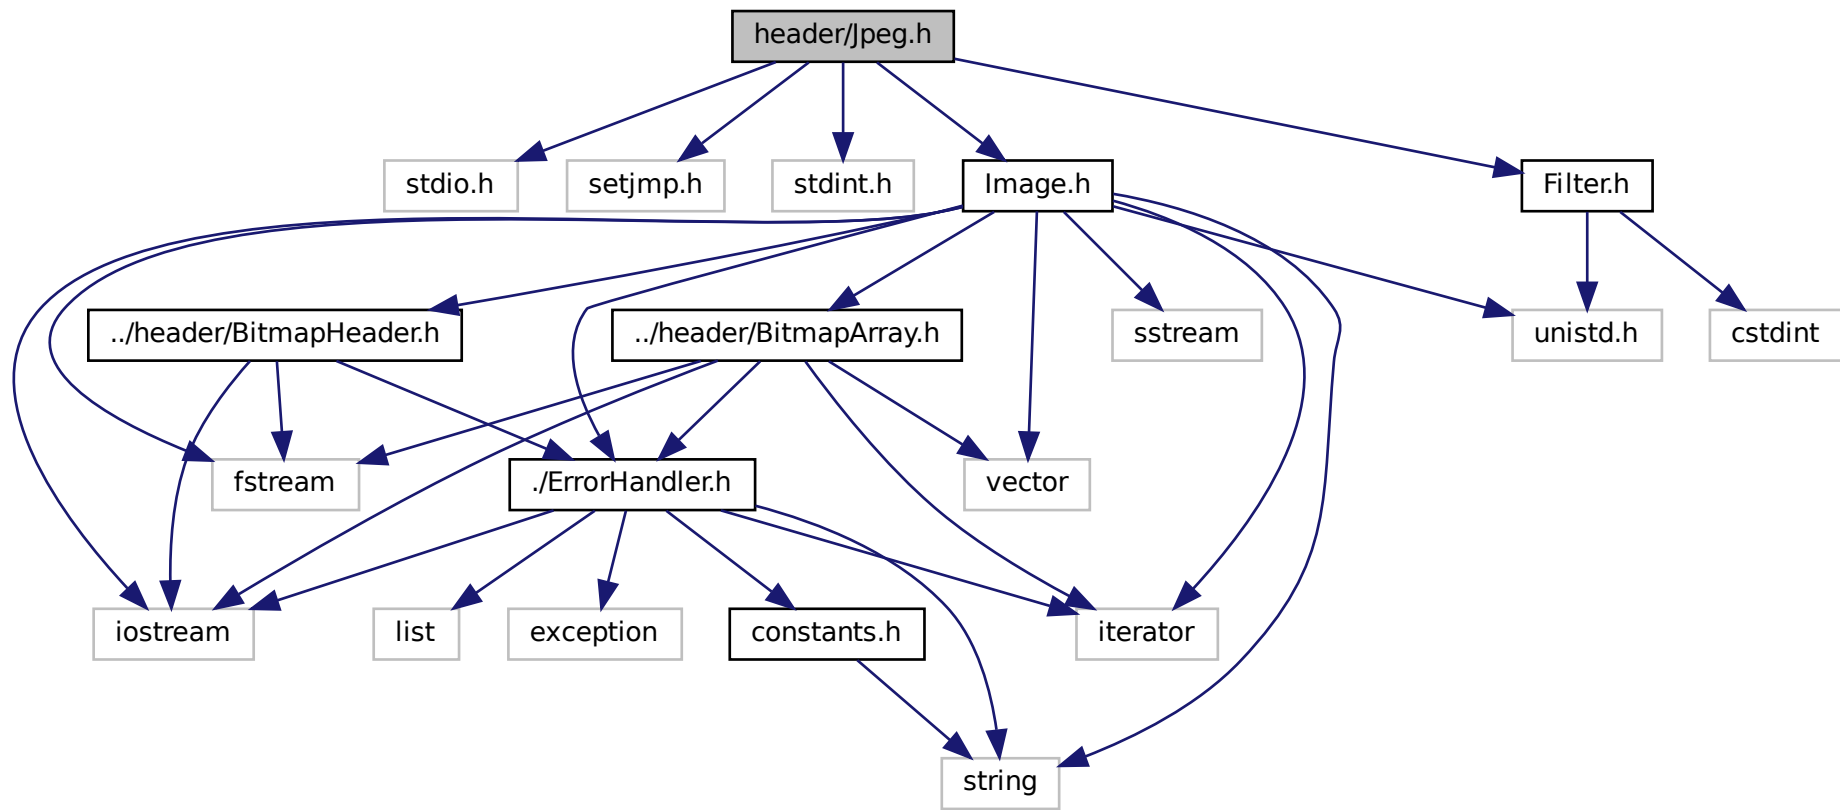 header/Jpeg.h
stdio.h
setjmp.h
stdint.h
Image.h
Filter.h
../header/BitmapHeader.h
../header/BitmapArray.h
sstream
unistd.h
cstdint
fstream
./ErrorHandler.h
vector
iostream
list
exception
constants.h
iterator
string